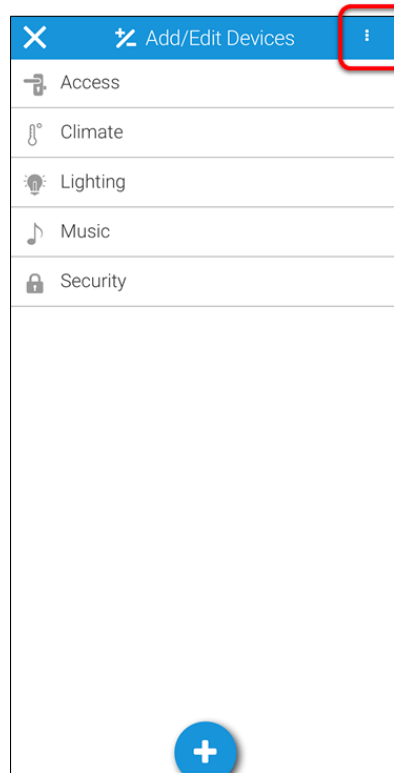 Add/Edit Devices
Access
Climate
Lighting
Music
Security